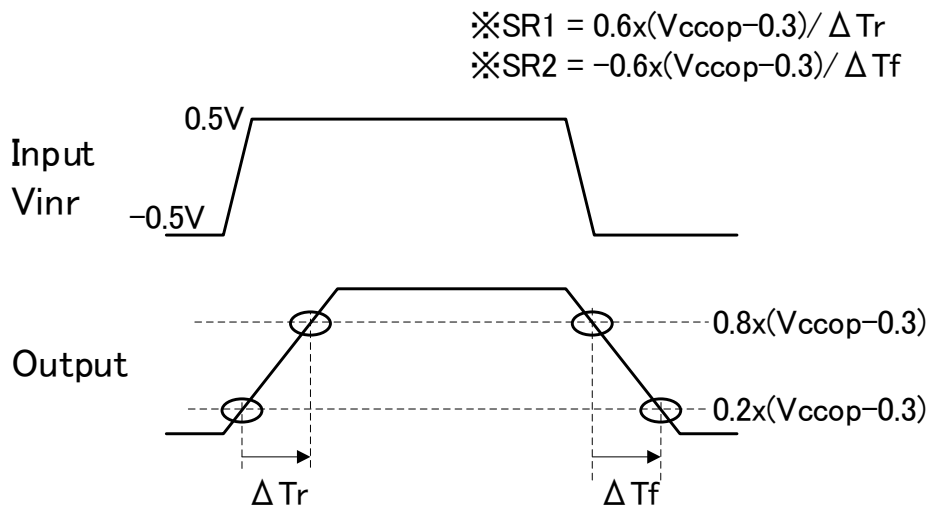 ※SR1 = 0.6x(Vccop-0.3)/ΔTr
※SR2 = -0.6x(Vccop-0.3)/ΔTf
0.5V
Input
Vinr
-0.5V
0.8x(Vccop-0.3)
Output
0.2x(Vccop-0.3)
ΔTr
ΔTf